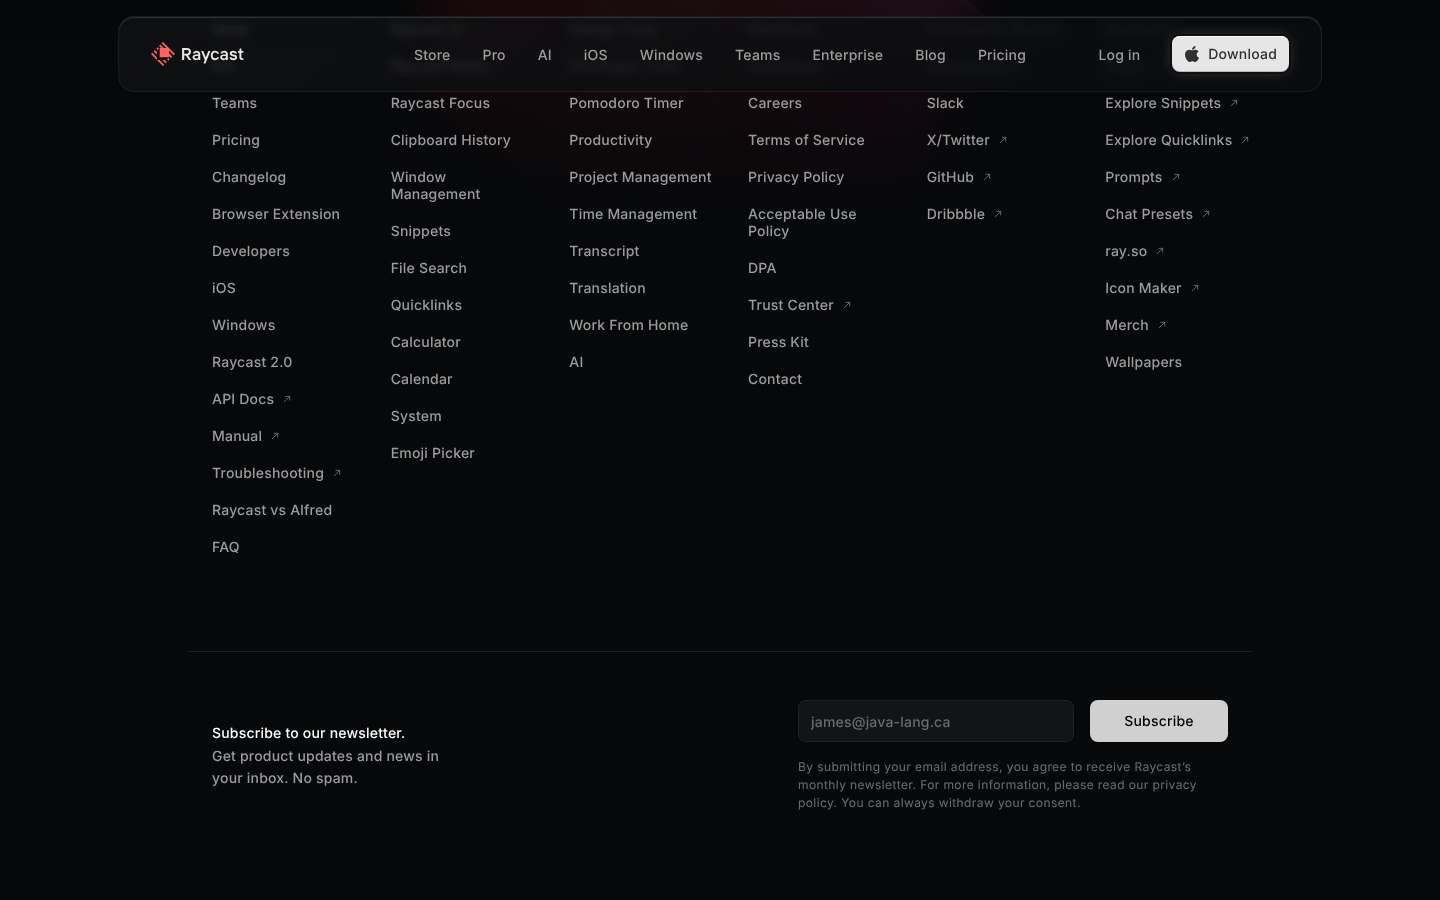 Raycast
Store
Pro
AI
iOS
Windows
Teams
Enterprise
Blog
Pricing
Log in
Download
Teams
Pricing
Changelog
Browser Extension
Developers
iOS
Windows
Raycast 2.0
API Docs
Manual
Troubleshooting
Raycast vs Alfred
FAQ
Raycast Focus
Clipboard History
Window
Management
Snippets
File Search
Quicklinks
Calculator
Calendar
System
Emoji Picker
Pomodoro Timer
Productivity
Project Management
Time Management
Transcript
Translation
Work From Home
AI
Careers
Terms of Service
Privacy Policy
Acceptable Use
Policy
DPA
Trust Center
Press Kit
Contact
Slack
X/Twitter
GitHub
Dribbble
Explore Snippets
Explore Quicklinks
Prompts
Chat Presets
ray.so
Icon Maker
Merch
Wallpapers
Subscribe to our newsletter.
Get product updates and news in
your inbox. No spam.
james@java-lang.ca
Subscribe
By submitting your email address, you agree to receive Raycast's
monthly newsletter. For more information, please read our privacy
policy. You can always withdraw your consent.